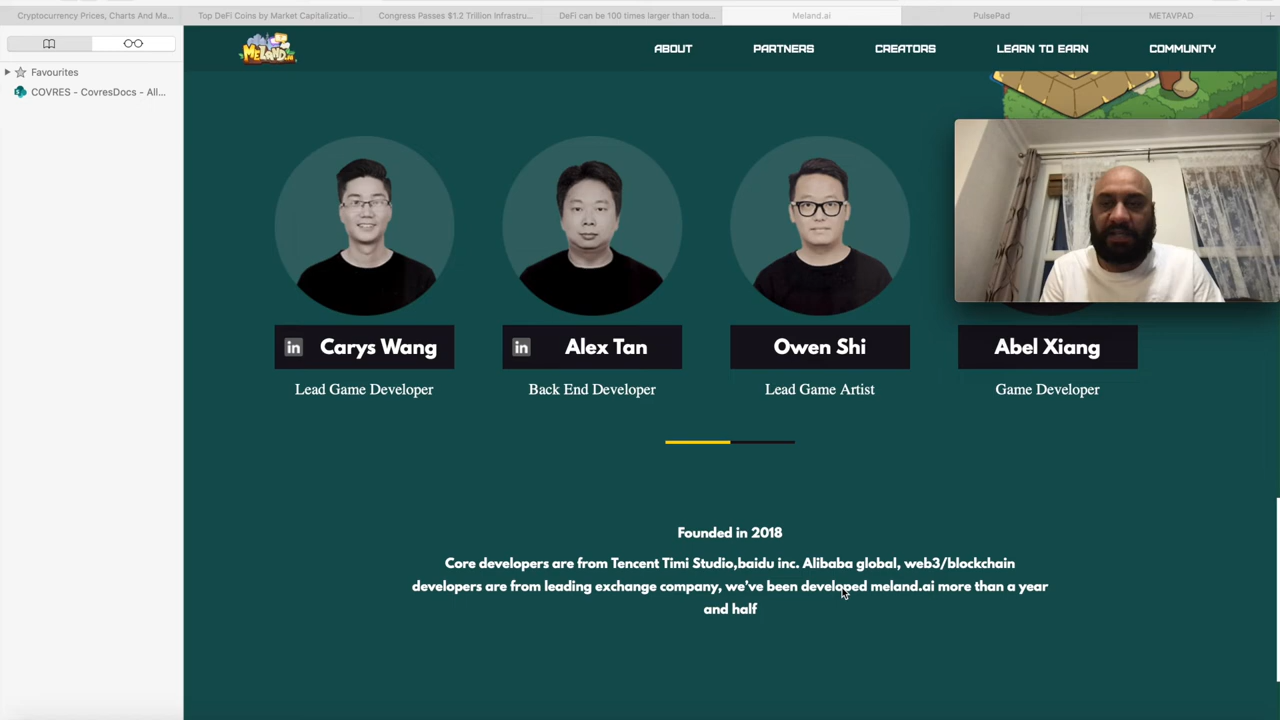 Cryptocurrency Prices, Charts And Ma...
Top DeFi Coins by Market Capitalizatio...
Congress Passes $1.2 Trillion Infrastru...
DeFi can be 100 times larger than toda...
Meland.ai
PulsePad
METAVPAD
Favourites
COVRES - CovresDocs - All...
MELAND.ai
ABOUT
PARTNERS
CREATORS
LEARN TO EARN
COMMUNITY
in Carys Wang
Lead Game Developer
in Alex Tan
Back End Developer
Owen Shi
Lead Game Artist
Abel Xiang
Game Developer
Founded in 2018
Core developers are from Tencent Timi Studio,baidu inc. Alibaba global, web3/blockchain
developers are from leading exchange company, we've been developed meland.ai more than a year
and half